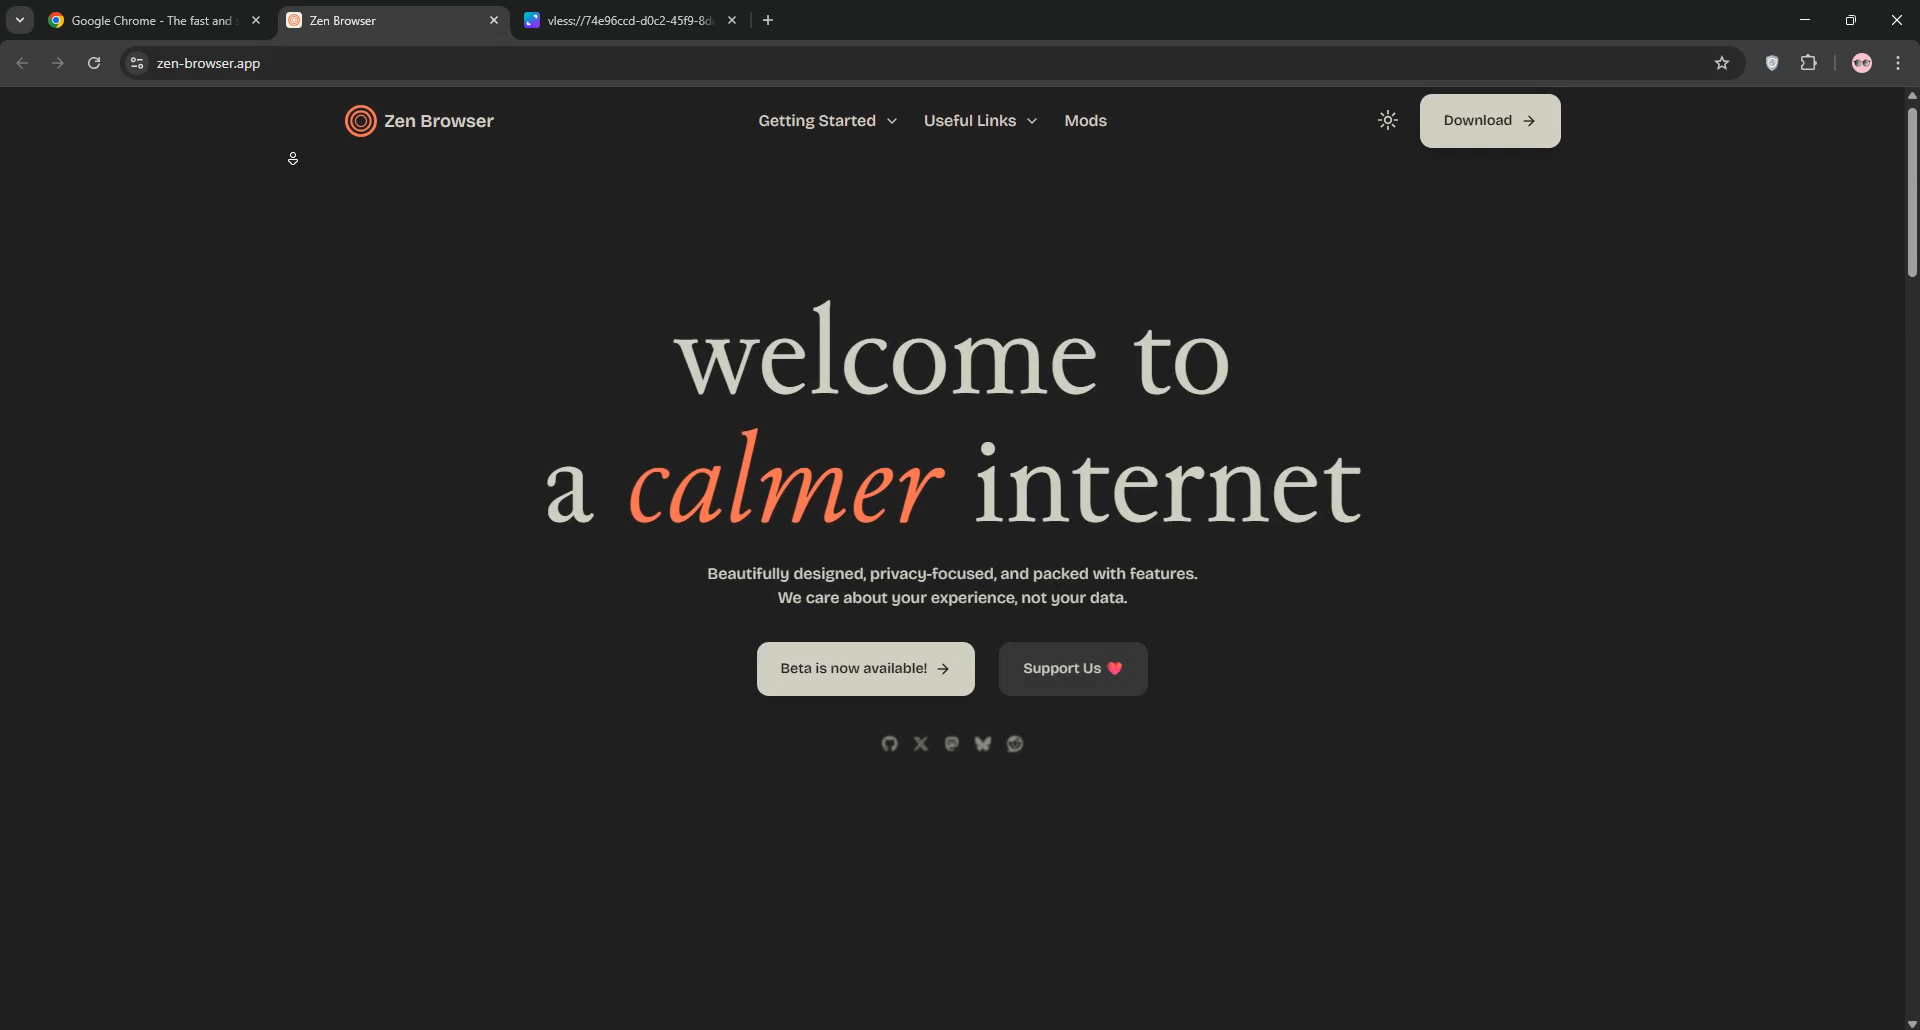 Google Chrome - The fast and
Zen Browser
vless://74e96ccd-d0c2-45f9-8d
zen-browser.app
Zen Browser
Getting Started
Useful Links
Mods
Download
welcome to
a calmer internet
Beautifully designed, privacy-focused, and packed with features.
We care about your experience, not your data.
Beta is now available!
Support Us